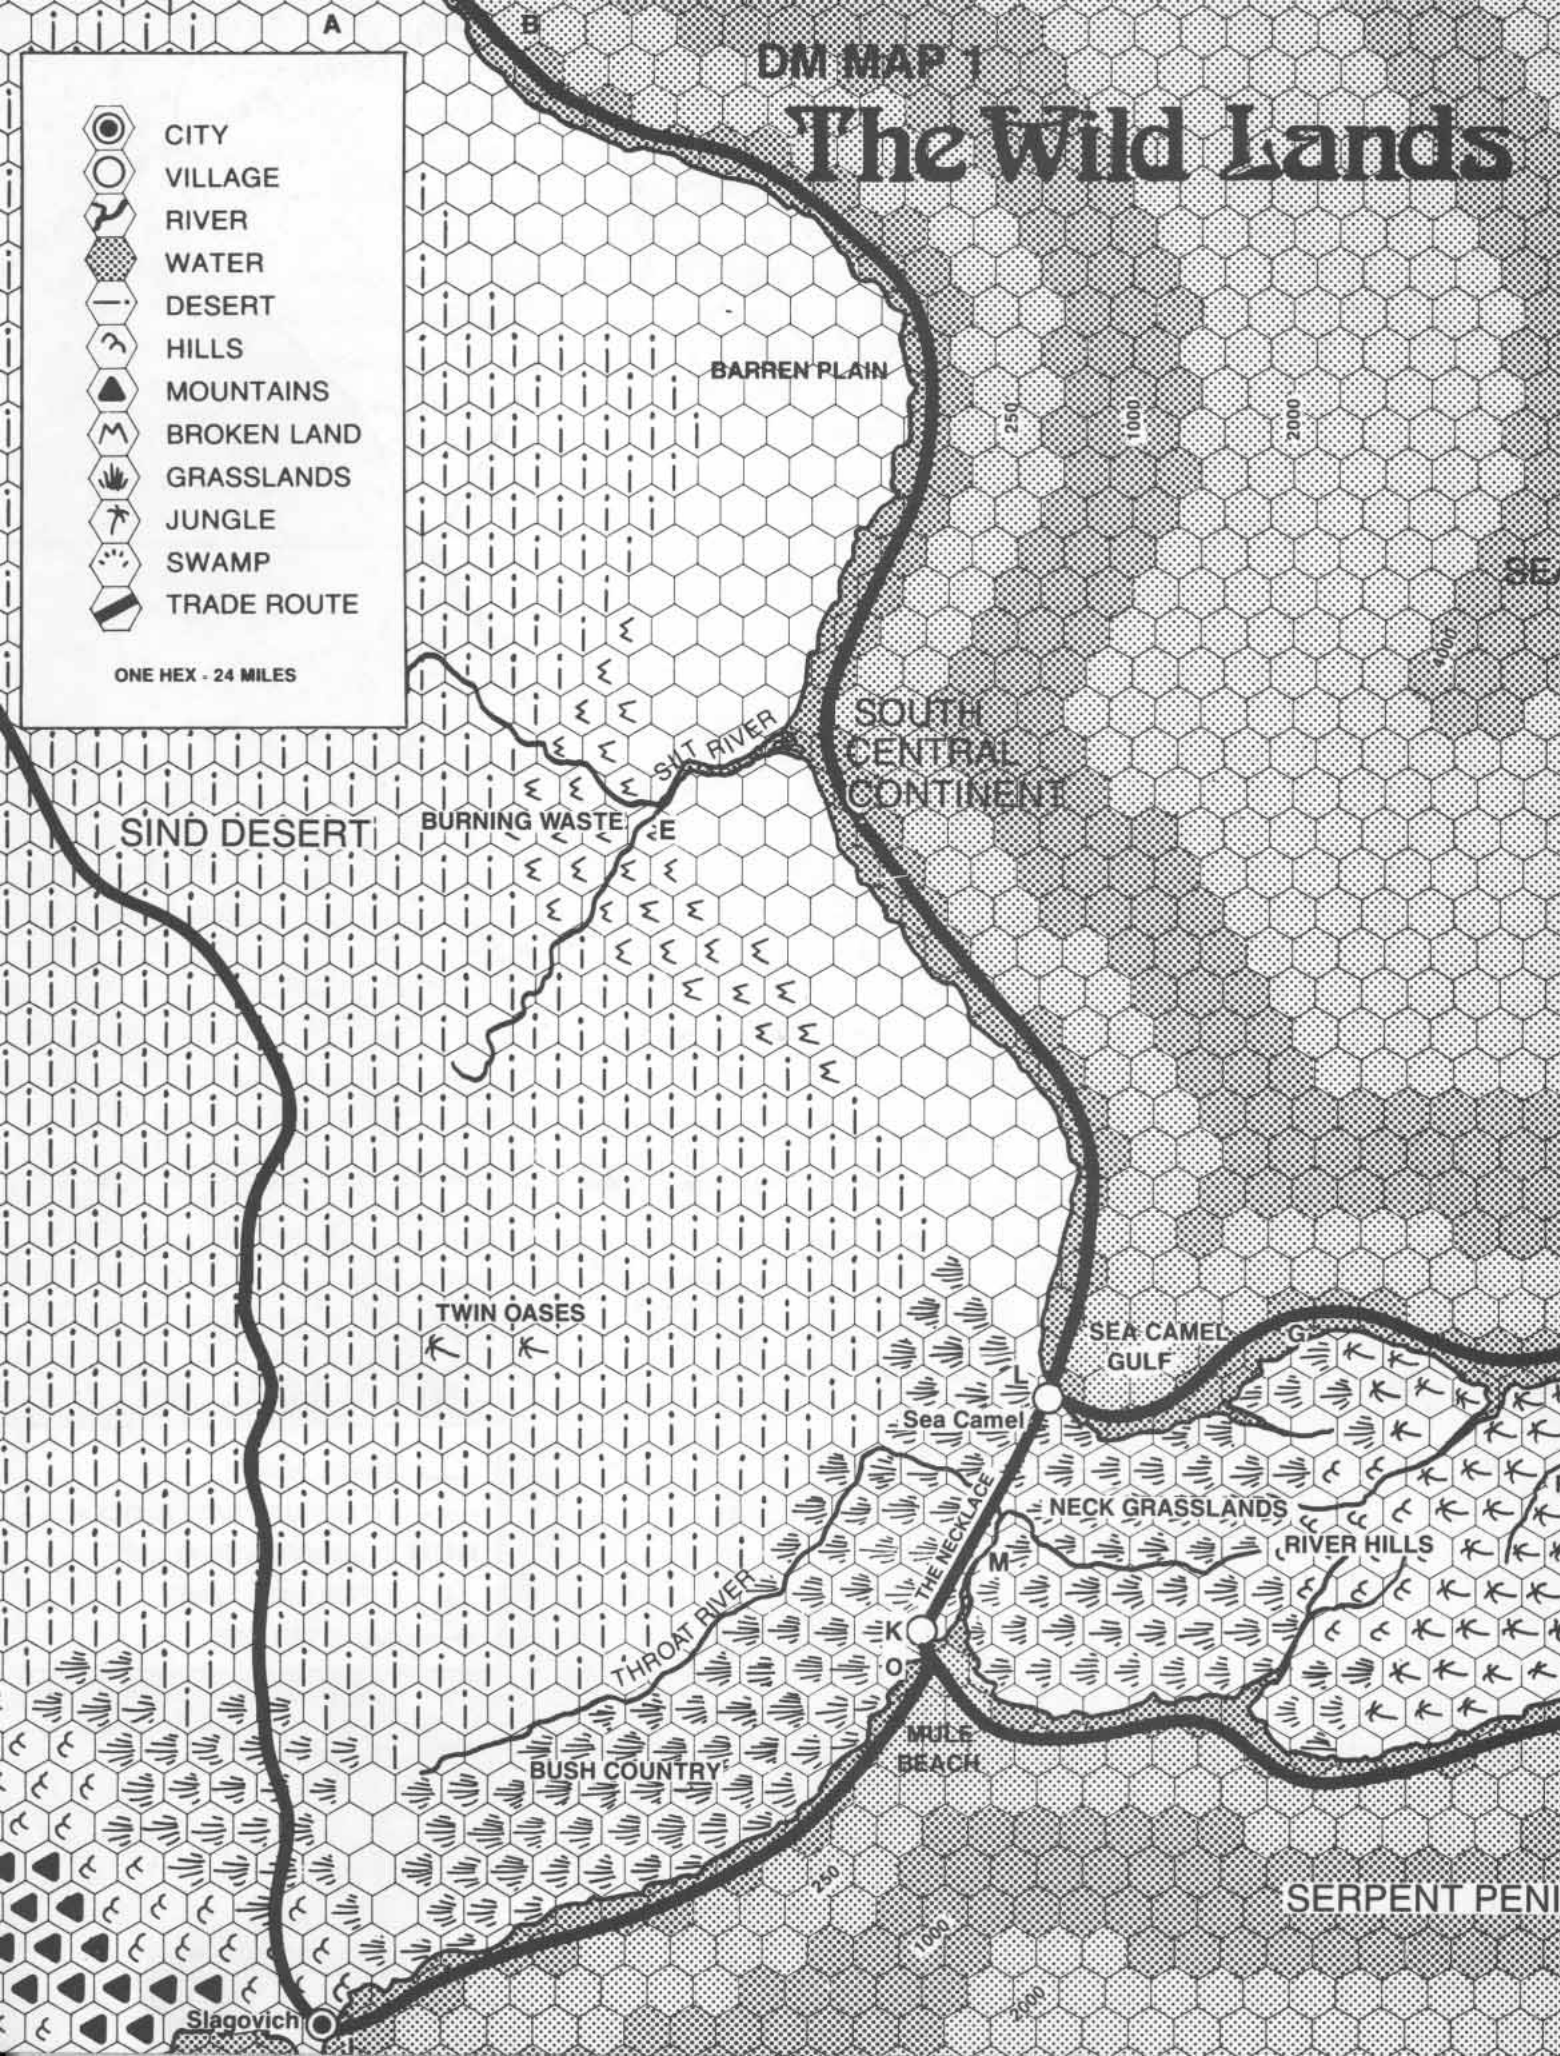 A
B
DM MAP 1
The Wild Lands
CITY
VILLAGE
RIVER
WATER
DESERT
HILLS
MOUNTAINS
BROKEN LAND
GRASSLANDS
JUNGLE
SWAMP
TRADE ROUTE
ONE HEX - 24 MILES
BARREN PLAIN
250
1000
2000
SEA
4000
SOUTH
CENTRAL
CONTINENT
SILT RIVER
BURNING WASTE
E
SIND DESERT
TWIN OASES
SEA CAMEL
GULF
G
L
Sea Camel
THE NECKLACE
NECK GRASSLANDS
RIVER HILLS
M
THROAT RIVER
K
O
MULE
BEACH
BUSH COUNTRY
250
1000
2000
SERPENT PENI
Slagovich